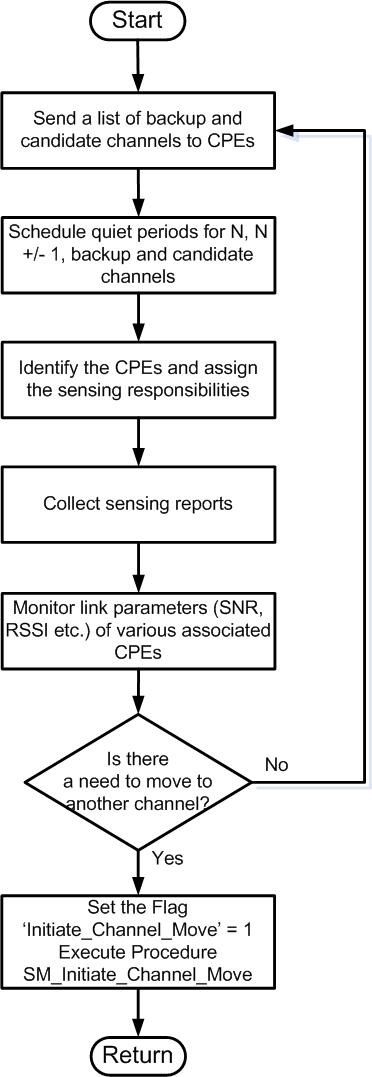 Start
Send a list of backup and
candidate channels to CPEs
Schedule quiet periods for N, N
+/- 1, backup and candidate
channels
Identify the CPEs and assign
the sensing responsibilities
Collect sensing reports
Monitor link parameters (SNR,
RSSI etc.) of various associated
CPEs
Is there
a need to move to
another channel?
No
Yes
Set the Flag
‘Initiate_Channel_Move’ = 1
Execute Procedure
SM_Initiate_Channel_Move
Return